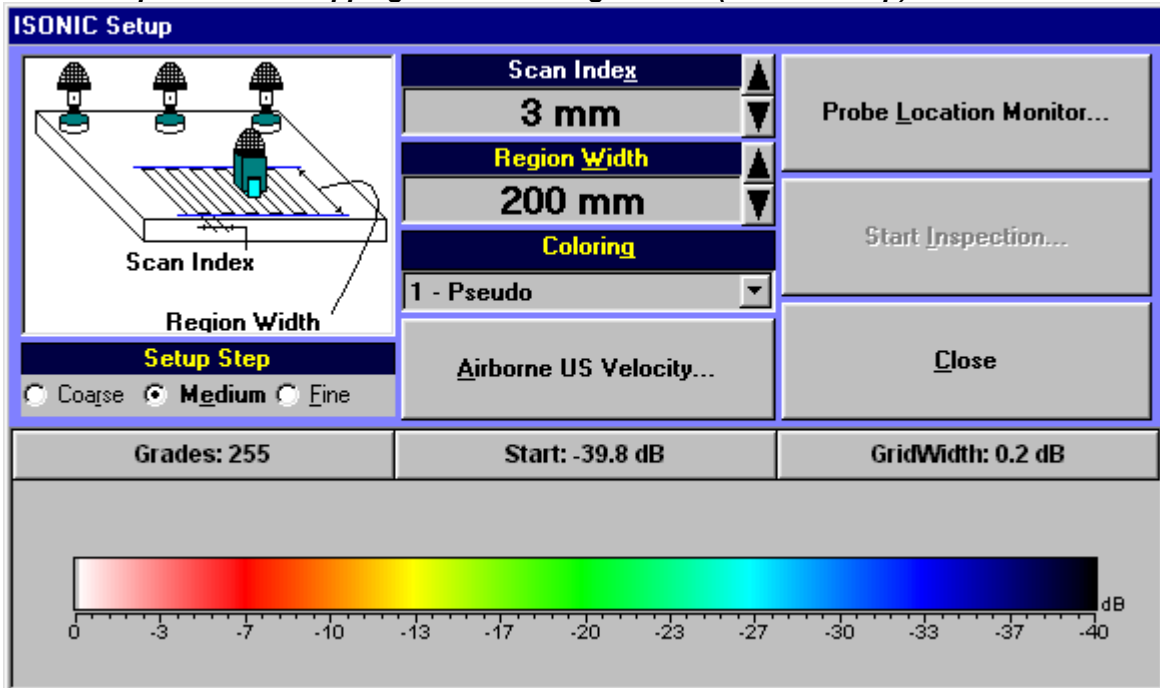 ISONIC Setup
Scan Index
Region Width
Setup Step
Coarse Medium Fine
Scan Index
3 mm
Region Width
200 mm
Coloring
1 - Pseudo
Airborne US Velocity...
Probe Location Monitor...
Start Inspection...
Close
Grades: 255
Start: -39.8 dB
GridWidth: 0.2 dB
dB
0 -3 -7 -10 -13 -17 -20 -23 -27 -30 -33 -37 -40